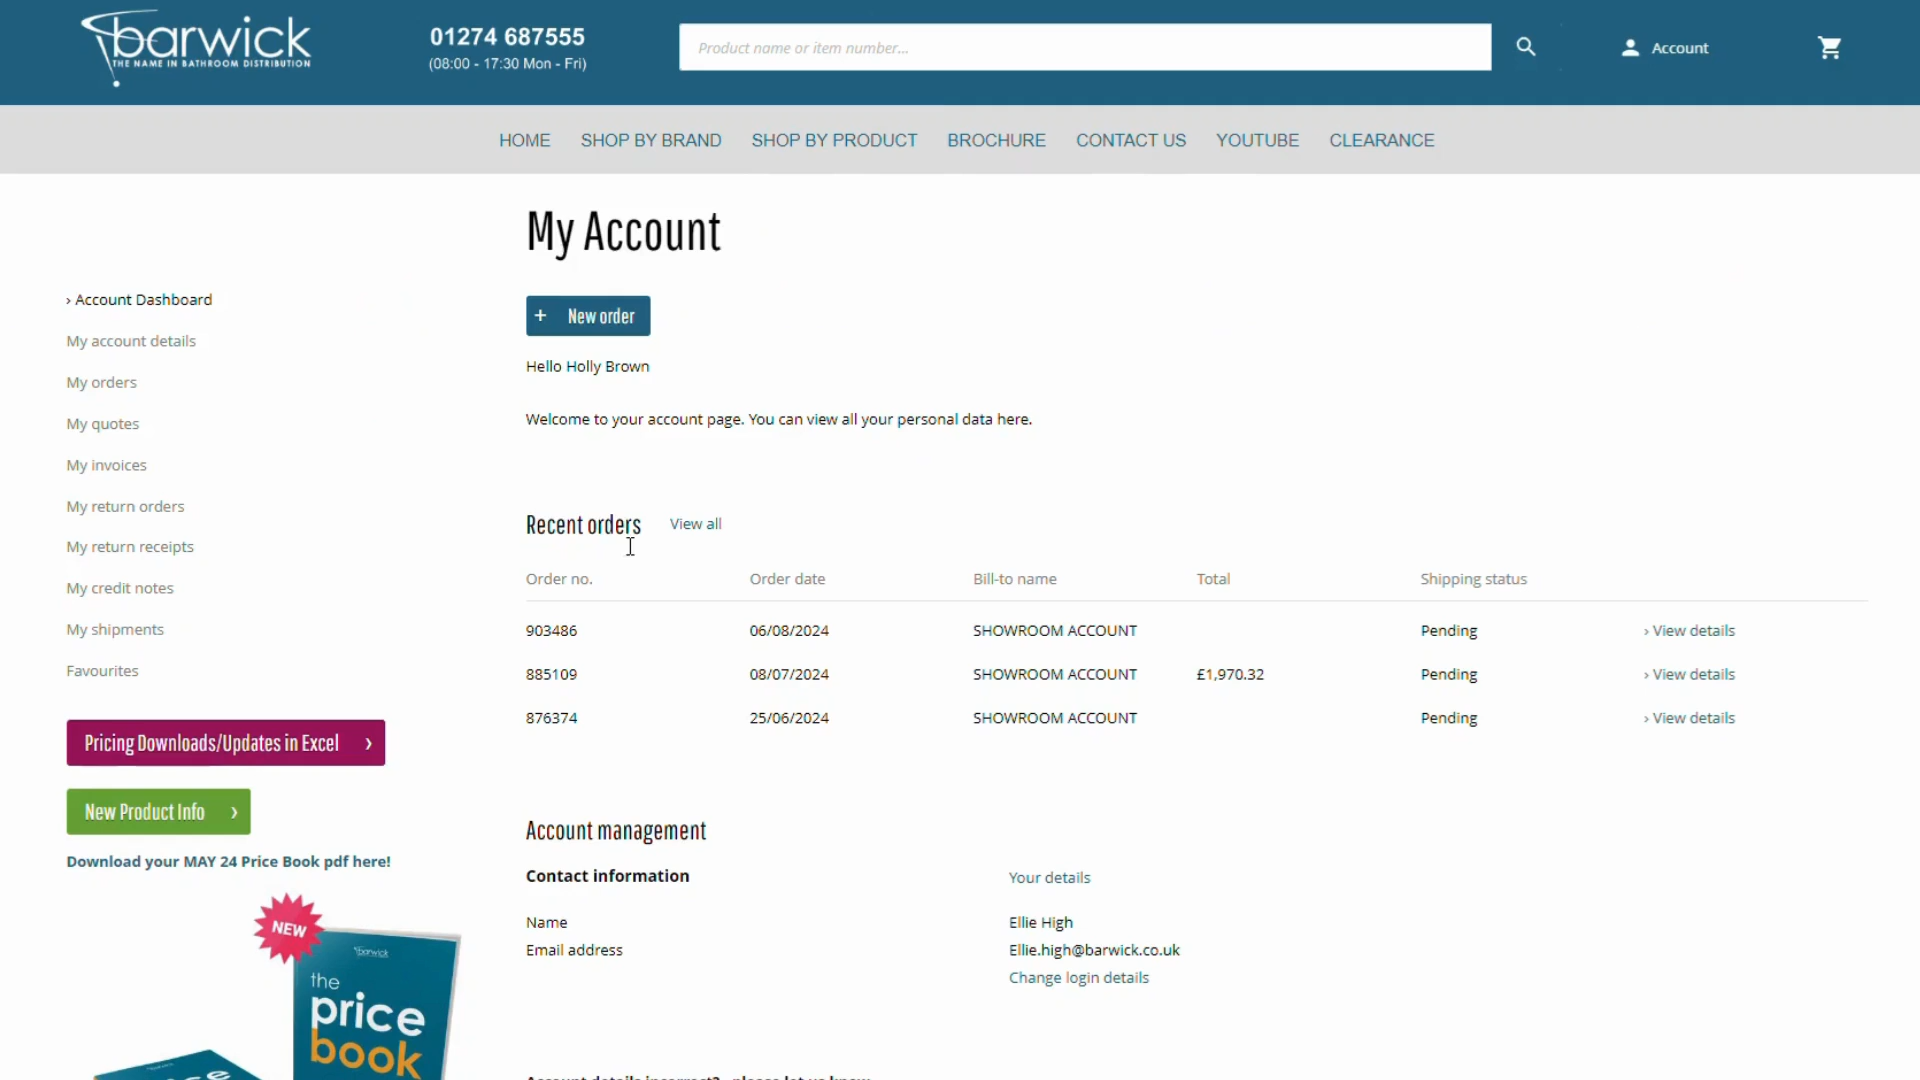 barwick
THE NAME IN BATHROOM DISTRIBUTION
01274 687555
(08:00 - 17:30 Mon - Fri)
Product name or item number...
Account
HOME SHOP BY BRAND SHOP BY PRODUCT BROCHURE CONTACT US YOUTUBE CLEARANCE
My Account
› Account Dashboard
My account details
My orders
My quotes
My invoices
My return orders
My return receipts
My credit notes
My shipments
Favourites
Pricing Downloads/Updates in Excel ›
New Product Info ›
Download your MAY 24 Price Book pdf here!
NEW
barwick
the
price
book
+ New order
Hello Holly Brown
Welcome to your account page. You can view all your personal data here.
Recent orders View all
Order no. Order date Bill-to name Total Shipping status
903486 06/08/2024 SHOWROOM ACCOUNT Pending › View details
885109 08/07/2024 SHOWROOM ACCOUNT £1,970.32 Pending › View details
876374 25/06/2024 SHOWROOM ACCOUNT Pending › View details
Account management
Contact information Your details
Name Ellie High
Email address Ellie.high@barwick.co.uk
Change login details